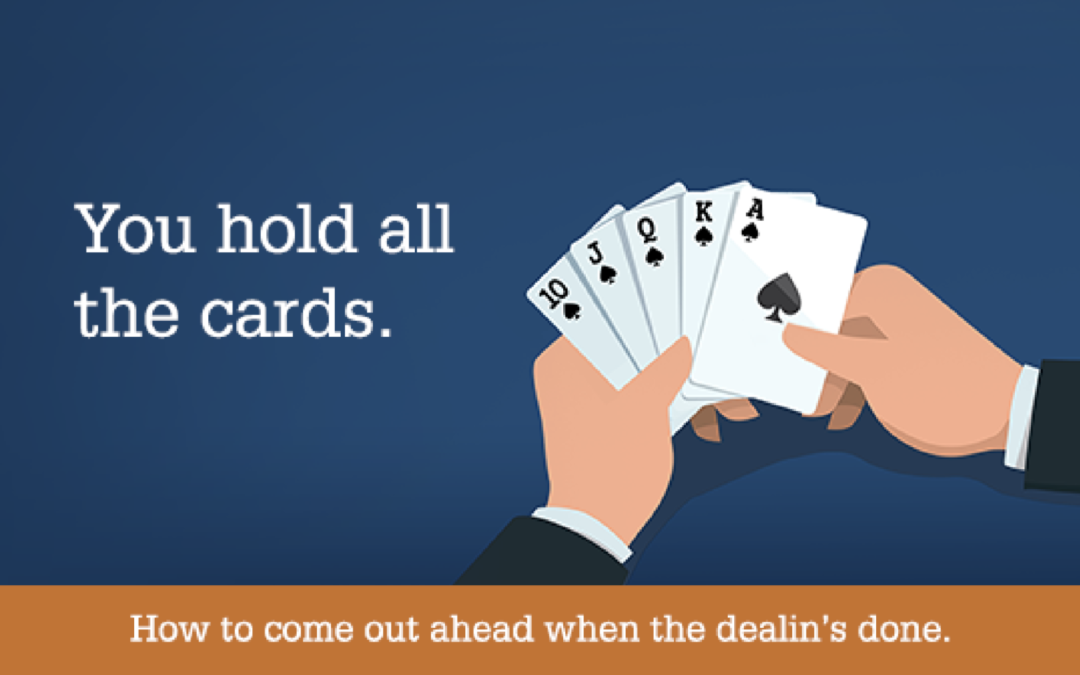 You hold all
the cards.
10
J
Q
K
A
How to come out ahead when the dealin's done.